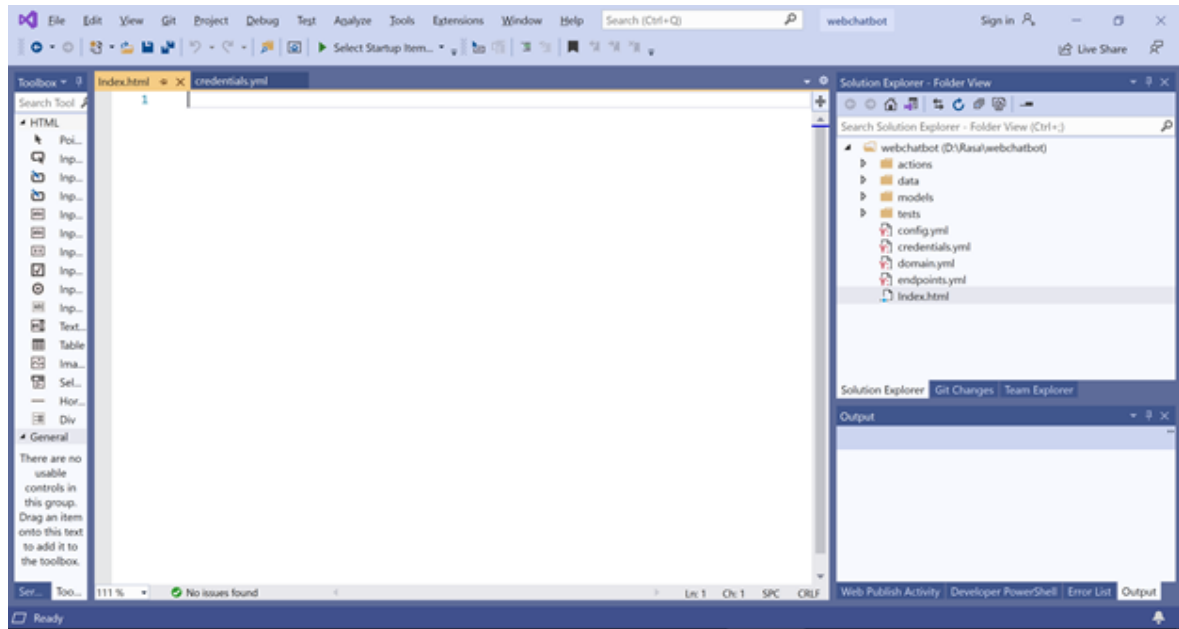 File Edit View Git Project Debug Test Analyze Tools Extensions Window Help Search (Ctrl+Q) webchatbot Sign in
Select Startup Item... Live Share
Toolbox
Search Tool
HTML
Poi...
Inp...
Inp...
Inp...
Inp...
Inp...
Inp...
Inp...
Inp...
Inp...
Text...
Table
Ima...
Sel...
Hor...
Div
General
There are no
usable
controls in
this group.
Drag an item
onto this text
to add it to
the toolbox.
Ser... Too...
Index.html credentials.yml
1
111 % No issues found Ln: 1 Ch: 1 SPC CRLF
Solution Explorer - Folder View
Search Solution Explorer - Folder View (Ctrl+;)
webchatbot (D:\Rasa\webchatbot)
actions
data
models
tests
config.yml
credentials.yml
domain.yml
endpoints.yml
Index.html
Solution Explorer Git Changes Team Explorer
Output
Web Publish Activity Developer PowerShell Error List Output
Ready